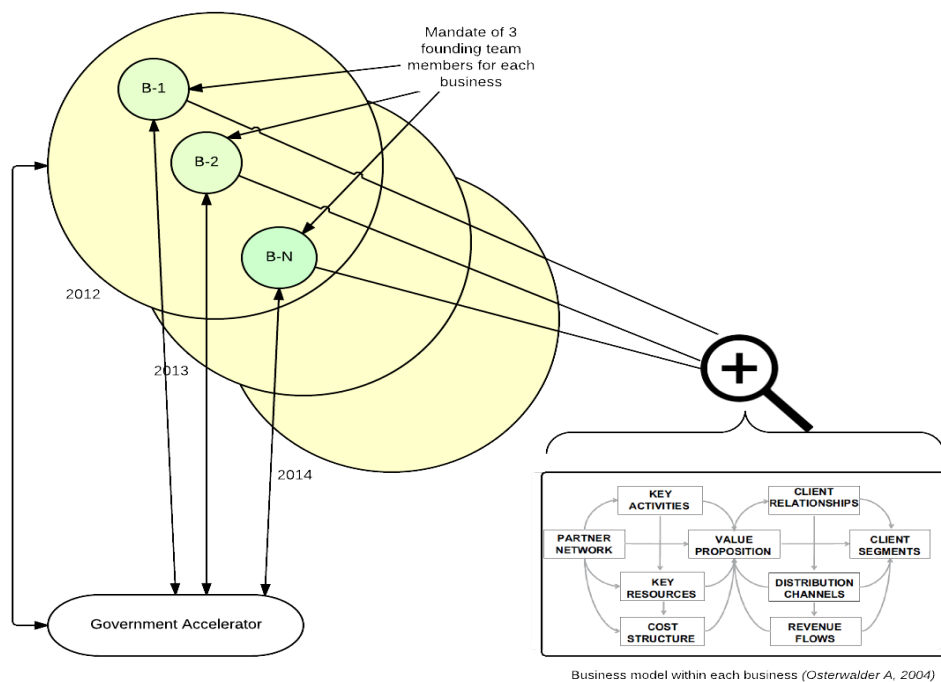 Mandate of 3
founding team
members for each
business
B-1
B-2
B-N
2012
2013
2014
Government Accelerator
KEY
ACTIVITIES
CLIENT
RELATIONSHIPS
PARTNER
NETWORK
VALUE
PROPOSITION
CLIENT
SEGMENTS
KEY
RESOURCES
DISTRIBUTION
CHANNELS
COST
STRUCTURE
REVENUE
FLOWS
Business model within each business (Osterwalder A, 2004)